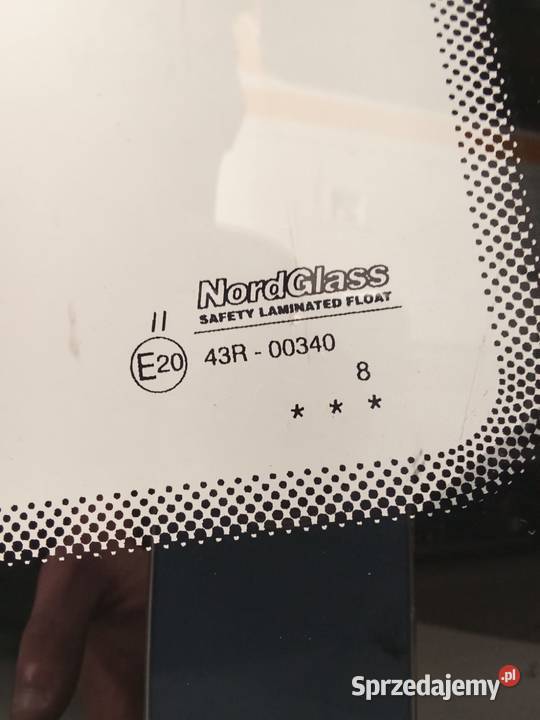 NordGlass
SAFETY LAMINATED FLOAT
II
E20 43R - 00340
8
* * *
Sprzedajemy.pl